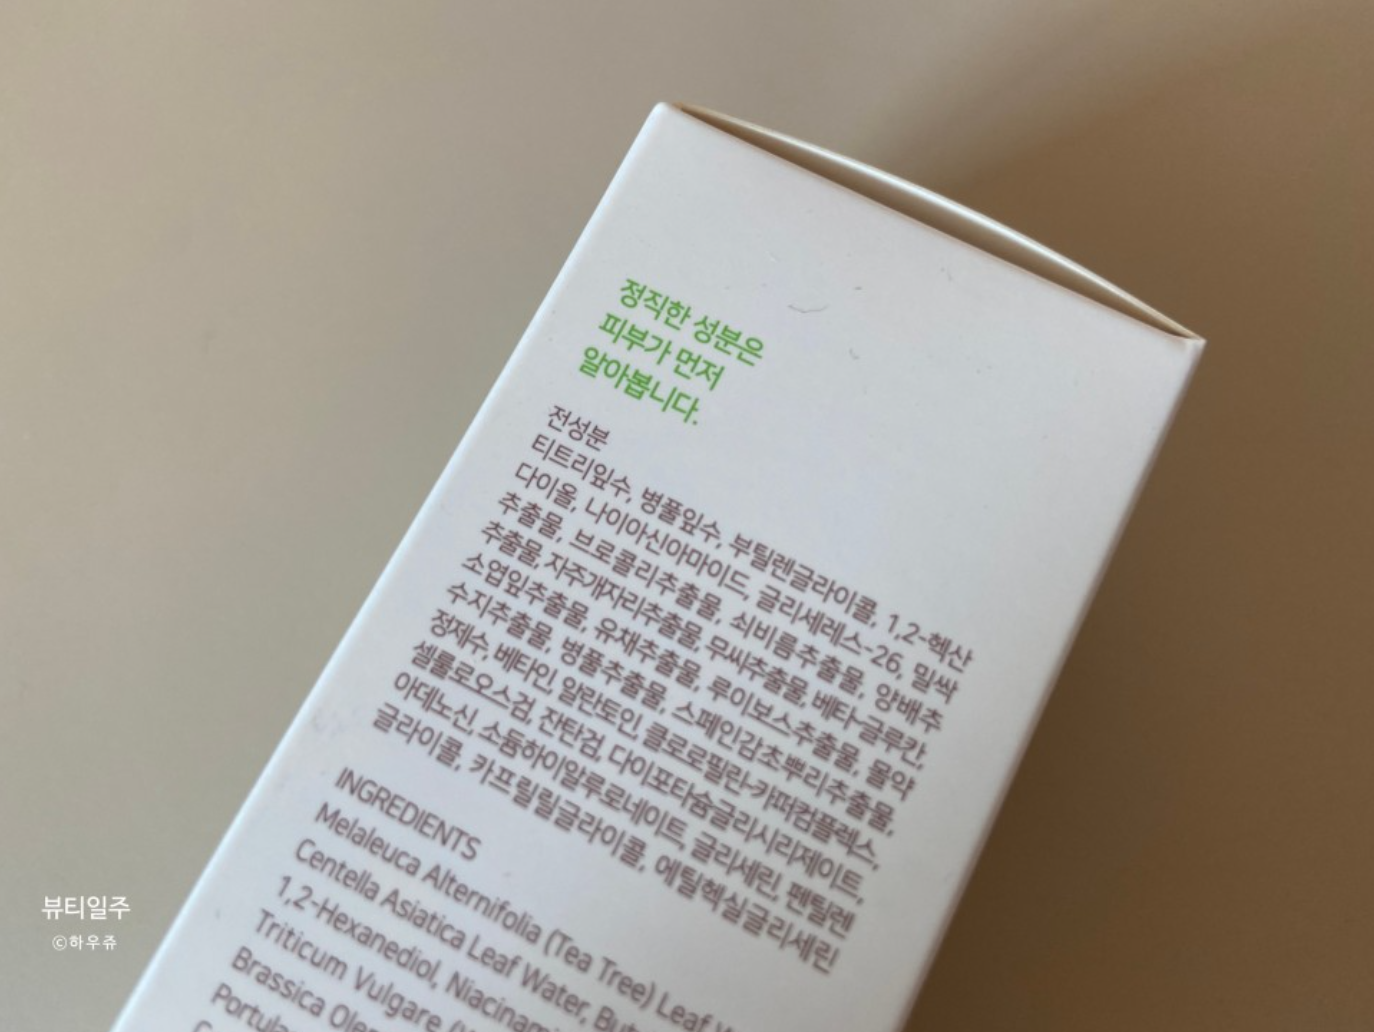 정직한 성분은
피부가 먼저
알아봅니다.
전성분
티트리잎수, 병풀잎수, 부틸렌글라이콜, 1,2-헥산
다이올, 나이아신아마이드, 글리세레스-26, 밀싹
추출물, 브로콜리추출물, 쇠비름추출물, 양배추
추출물, 자주개자리추출물, 무씨추출물, 베타-글루칸,
소엽잎추출물, 유채추출물, 루이보스추출물, 몰약
수지추출물, 병풀추출물, 스페인감초뿌리추출물,
정제수, 베타인, 알란토인, 클로로필린-카퍼컴플렉스,
셀룰로오스검, 잔탄검, 다이포타슘글리시리제이트,
아데노신, 소듐하이알루로네이트, 글리세린, 펜틸렌
글라이콜, 카프릴릴글라이콜, 에틸헥실글리세린
INGREDIENTS
Melaleuca Alternifolia (Tea Tree) Leaf
Centella Asiatica Leaf Water,
1,2-Hexanediol,
Triticum Vulgare
Brassica
뷰티일주
©하우쥬